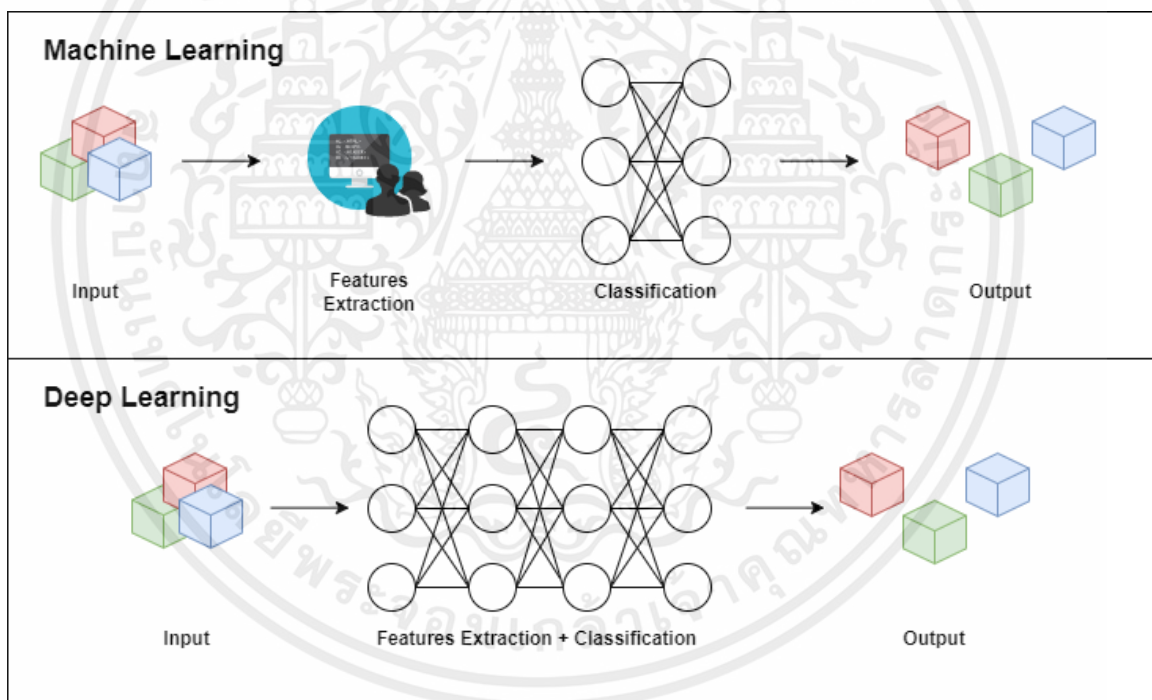 Machine Learning
Input
Features
Extraction
Classification
Output
Deep Learning
Input
Features Extraction + Classification
Output